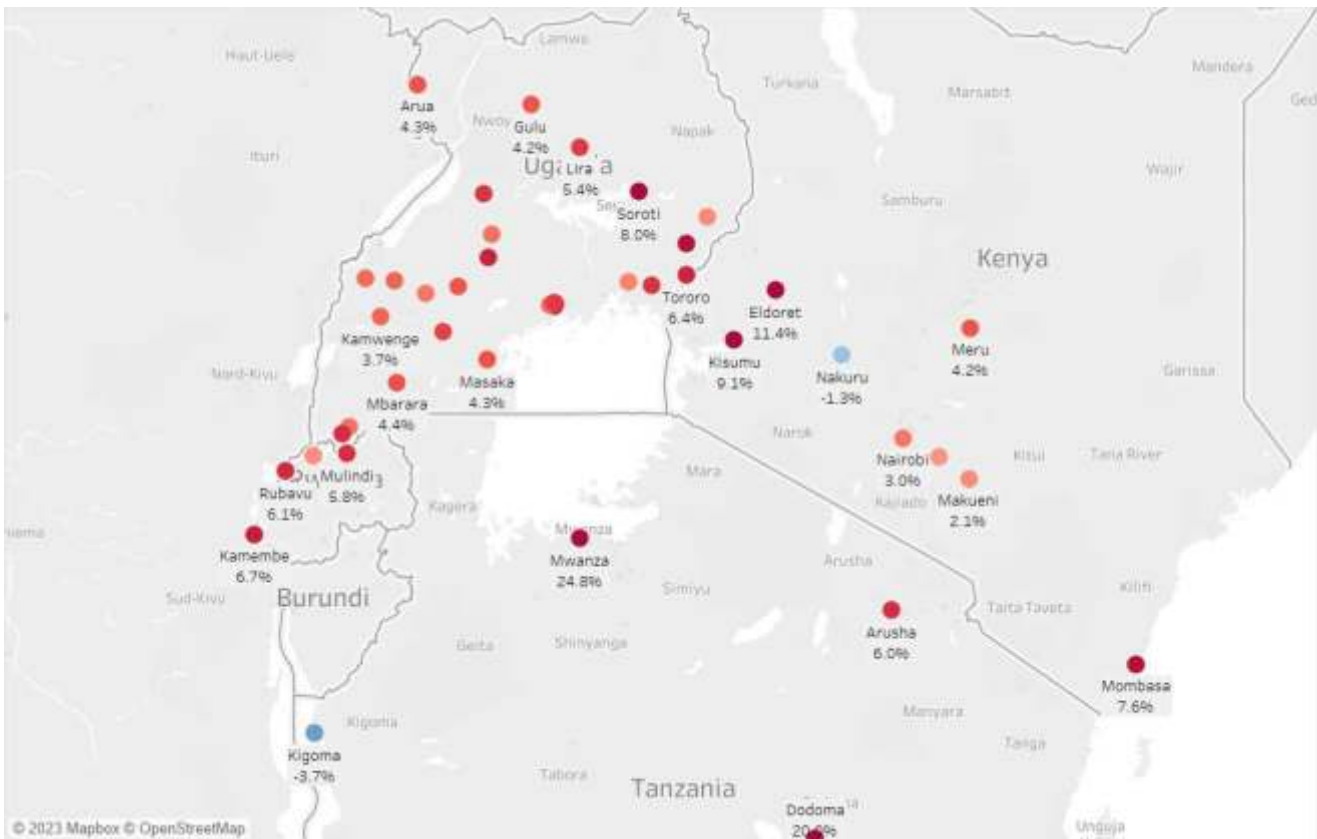 Lamwo
Haut-Uele
Mandera
Turkana
Marsabit
Arua
4.3%
Nwoy
Gulu
4.2%
Napak
Ituri
Lira
5.4%
Wajir
Soroti
8.0%
Samburu
Kenya
Tororo
6.4%
Eldoret
11.4%
Kamwenge
3.7%
Kisumu
9.1%
Nakuru
-1.3%
Meru
4.2%
Nord-Kivu
Masaka
4.3%
Garissa
Mbarara
4.4%
Narok
Nairobi
3.0%
Kitui
Tana River
Mara
Mulindi
5.8%
Rubavu
6.1%
Kajiado
Makueni
2.1%
Kagera
Mwanza
Kamembe
6.7%
Mwanza
24.8%
Arusha
Simiyu
Kilifi
Sud-Kivu
Burundi
Taita Taveta
Arusha
6.0%
Geita
Shinyanga
Mombasa
7.6%
Kigoma
Manyara
Tanga
Kigoma
-3.7%
Tabora
Tanzania
Dodoma
Unguja
© 2023 Mapbox © OpenStreetMap